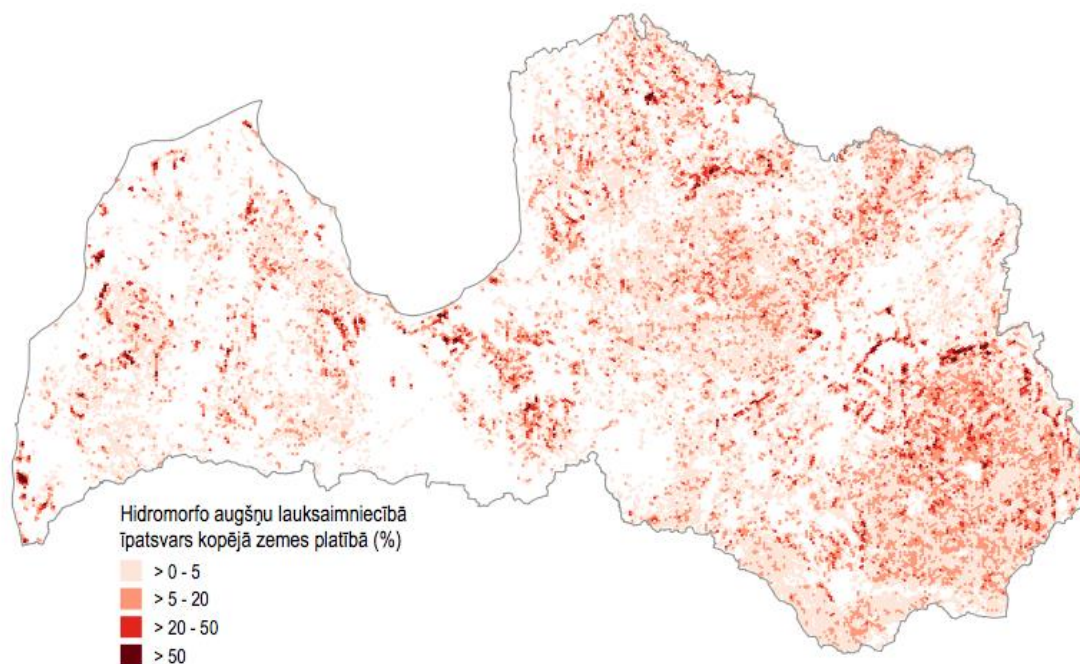 Hidromorfo augšņu lauksaimniecībā
īpatsvars kopējā zemes platībā (%)
> 0 - 5
> 5 - 20
> 20 - 50
> 50